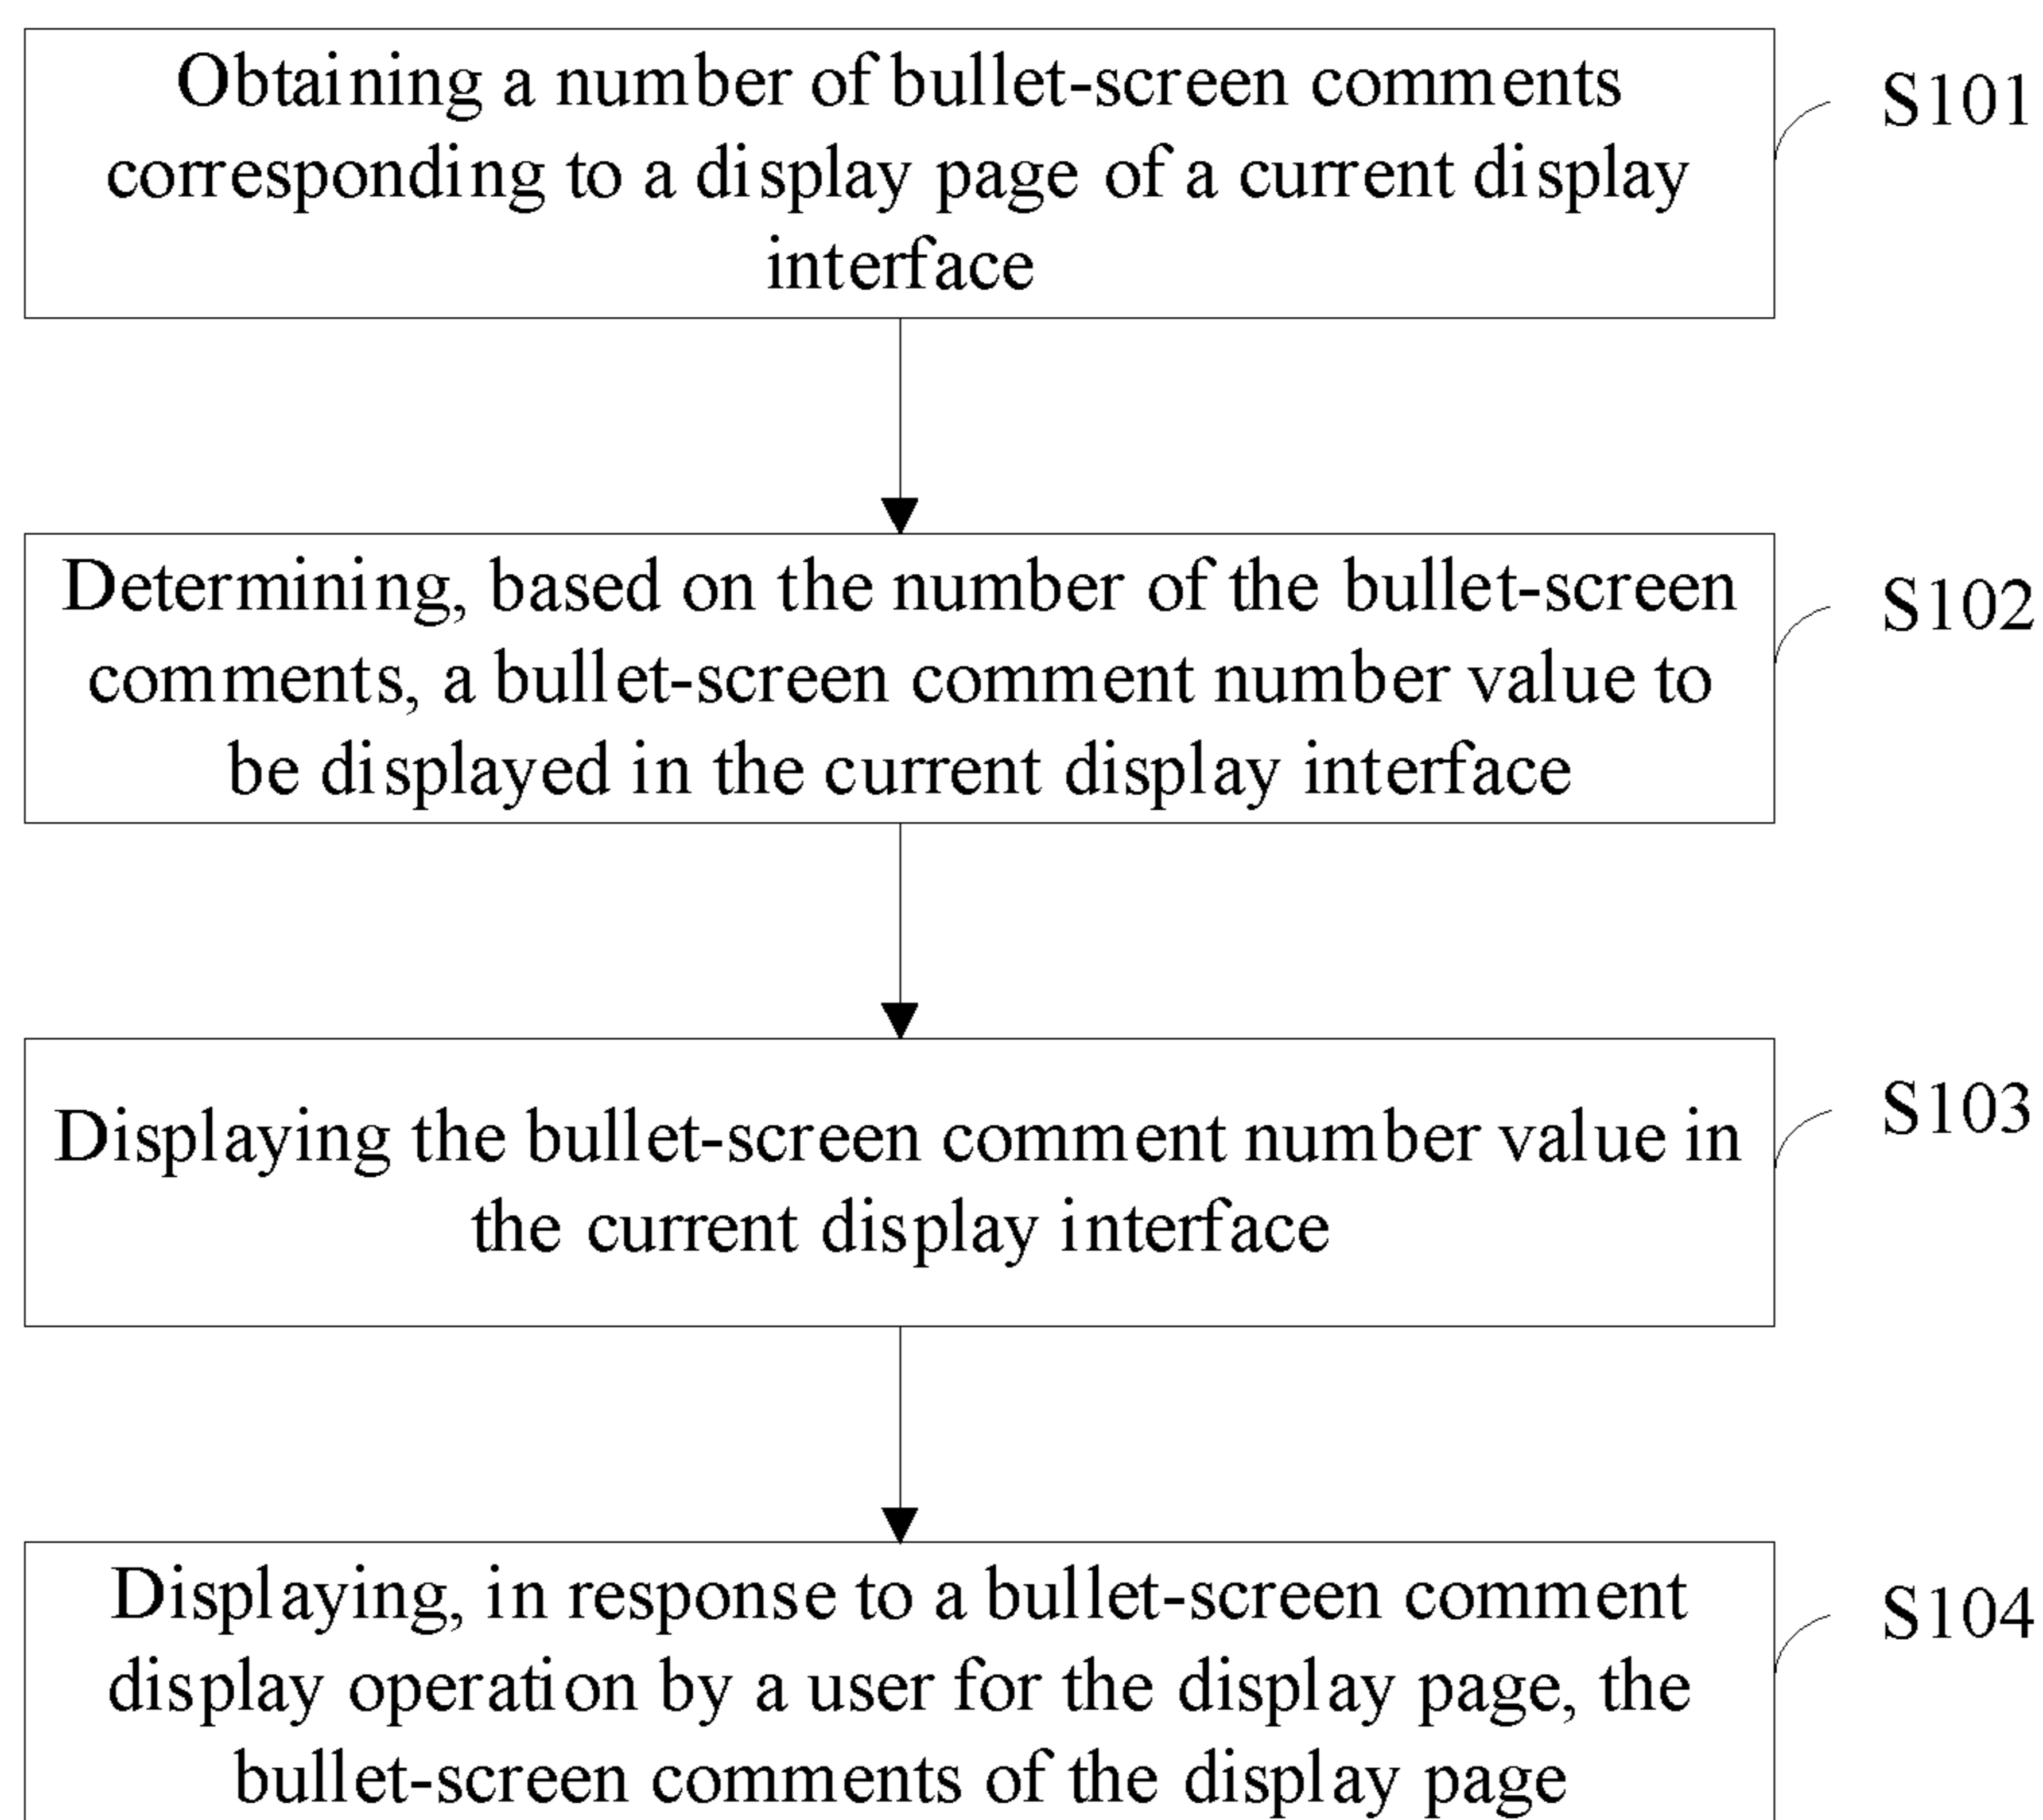 Obtaining a number of bullet-screen comments
corresponding to a display page of a current display
interface
S101
Determining, based on the number of the bullet-screen
comments, a bullet-screen comment number value to
be displayed in the current display interface
S102
Displaying the bullet-screen comment number value in
the current display interface
S103
Displaying, in response to a bullet-screen comment
display operation by a user for the display page, the
bullet-screen comments of the display page
S104